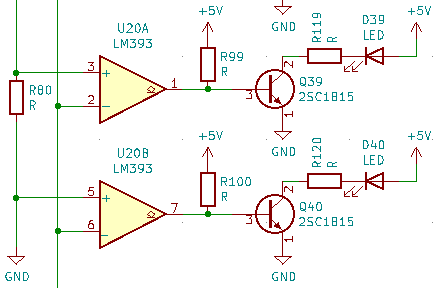 U20A
LM393
+5V
GND
R119
R
D39
LED
+5V
3
+
2
-
1
R99
R
3
2
1
Q39
2SC1815
R80
R
GND
U20B
LM393
+5V
R120
R
D40
LED
+5V
5
+
6
-
7
R100
R
3
2
1
Q40
2SC1815
GND
GND